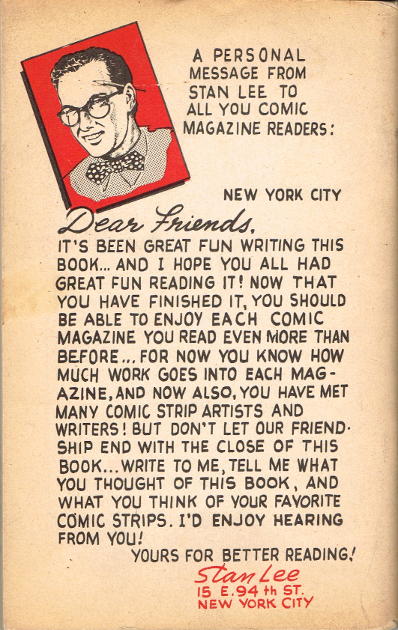 A PERSONAL
MESSAGE FROM
STAN LEE TO
ALL YOU COMIC
MAGAZINE READERS:
NEW YORK CITY
Dear Friends,
IT'S BEEN GREAT FUN WRITING THIS
BOOK... AND I HOPE YOU ALL HAD
GREAT FUN READING IT! NOW THAT
YOU HAVE FINISHED IT, YOU SHOULD
BE ABLE TO ENJOY EACH COMIC
MAGAZINE YOU READ EVEN MORE THAN
BEFORE... FOR NOW YOU KNOW HOW
MUCH WORK GOES INTO EACH MAG-
AZINE, AND NOW ALSO, YOU HAVE MET
MANY COMIC STRIP ARTISTS AND
WRITERS! BUT DON'T LET OUR FRIEND-
SHIP END WITH THE CLOSE OF THIS
BOOK... WRITE TO ME, TELL ME WHAT
YOU THOUGHT OF THIS BOOK, AND
WHAT YOU THINK OF YOUR FAVORITE
COMIC STRIPS. I'D ENJOY HEARING
FROM YOU!
YOURS FOR BETTER READING!
Stan Lee
15 E. 94 th ST.
NEW YORK CITY